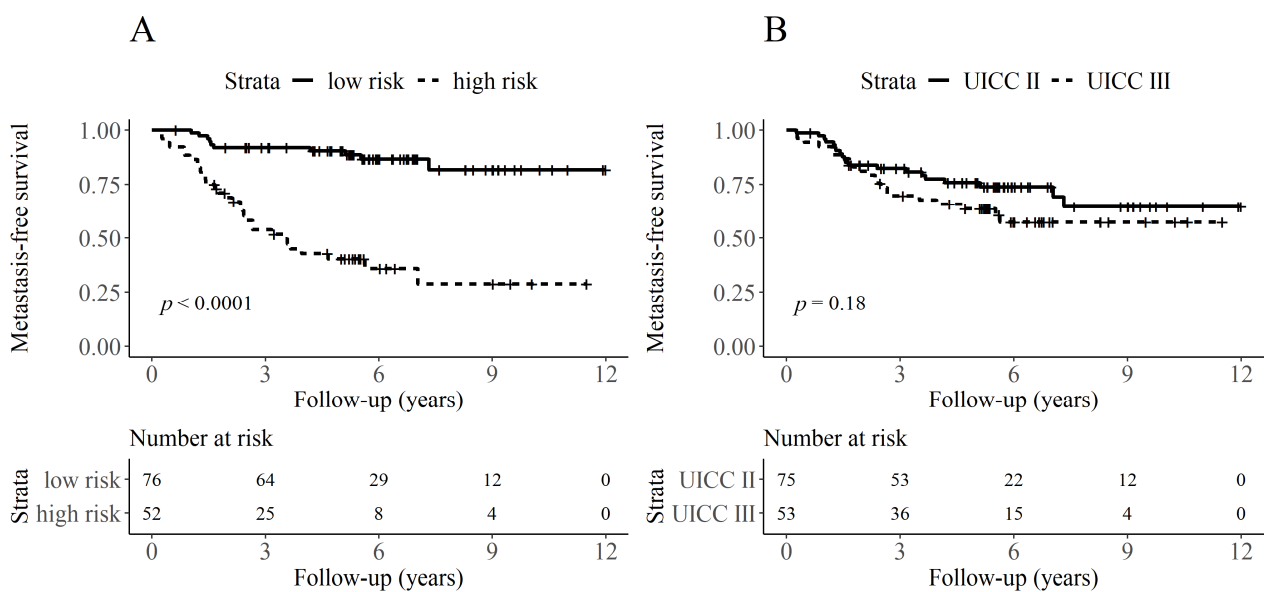 A
Strata low risk high risk
Metastasis-free survival
1.00
0.75
0.50
0.25
0.00
p < 0.0001
0 3 6 9 12
Follow-up (years)
Number at risk
Strata
low risk 76 64 29 12 0
high risk 52 25 8 4 0
0 3 6 9 12
Follow-up (years)
B
Strata UICC II UICC III
Metastasis-free survival
1.00
0.75
0.50
0.25
0.00
p = 0.18
0 3 6 9 12
Follow-up (years)
Number at risk
Strata
UICC II 75 53 22 12 0
UICC III 53 36 15 4 0
0 3 6 9 12
Follow-up (years)